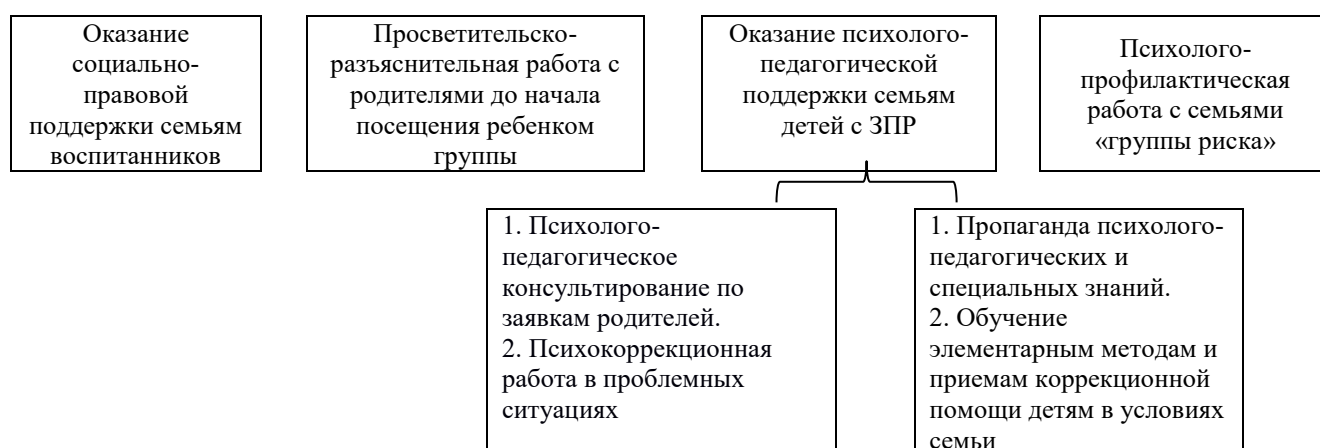 Оказание
социально-
правовой
поддержки семьям
воспитанников
Просветительско-
разъяснительная работа с
родителями до начала
посещения ребенком
группы
Оказание психолого-
педагогической
поддержки семьям
детей с ЗПР
Психолого-
профилактическая
работа с семьями
«группы риска»
1. Психолого-
педагогическое
консультирование по
заявкам родителей.
2. Психокоррекционная
работа в проблемных
ситуациях
1. Пропаганда психолого-
педагогических и
специальных знаний.
2. Обучение
элементарным методам и
приемам коррекционной
помощи детям в условиях
семьи